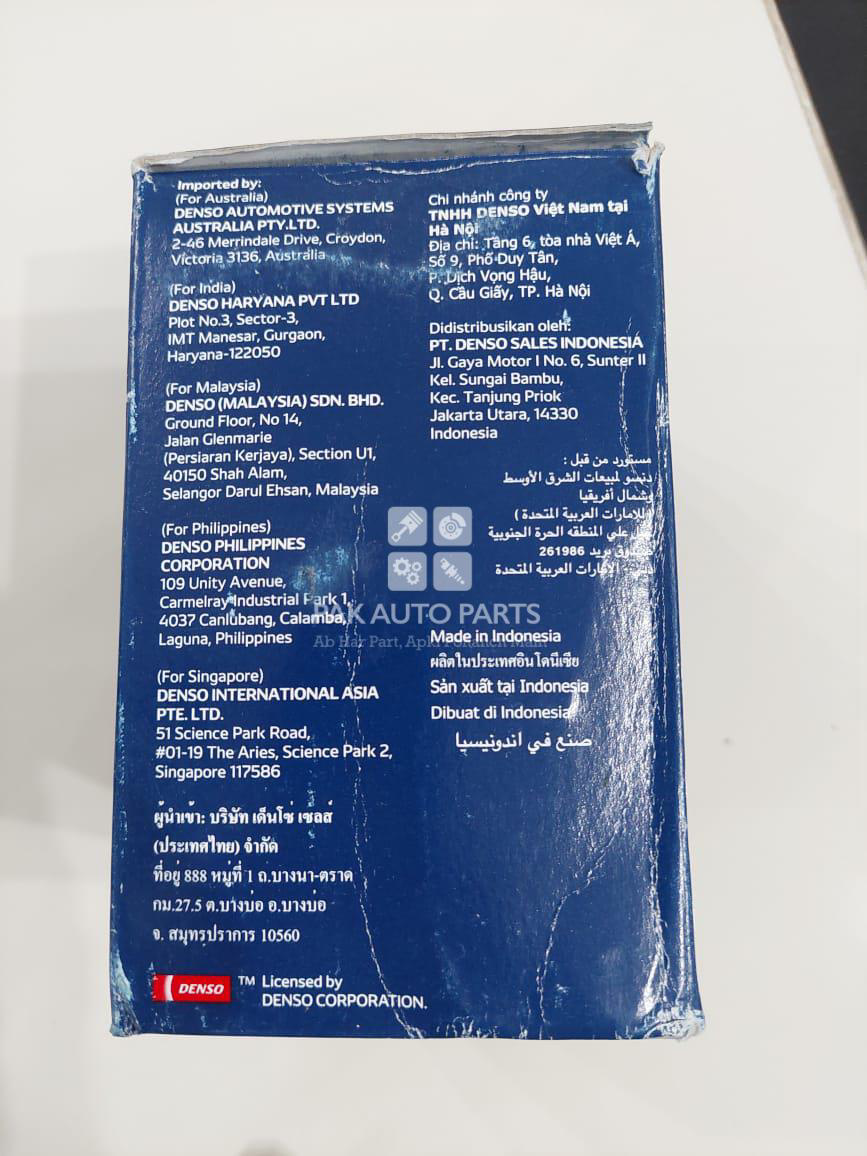 Imported by:
(For Australia)
DENSO AUTOMOTIVE SYSTEMS
AUSTRALIA PTY.LTD.
2-46 Merrindale Drive, Croydon,
Victoria 3136, Australia
(For India)
DENSO HARYANA PVT LTD
Plot No.3, Sector-3,
IMT Manesar, Gurgaon,
Haryana-122050
(For Malaysia)
DENSO (MALAYSIA) SDN. BHD.
Ground Floor, No 14,
Jalan Glenmarie
(Persiaran Kerjaya), Section U1,
40150 Shah Alam,
Selangor Darul Ehsan, Malaysia
(For Philippines)
DENSO PHILIPPINES
CORPORATION
109 Unity Avenue,
Carmelray Industrial Park 1,
4037 Canlubang, Calamba,
Laguna, Philippines
(For Singapore)
DENSO INTERNATIONAL ASIA
PTE. LTD.
51 Science Park Road,
#01-19 The Aries, Science Park 2,
Singapore 117586
ผู้นำเข้า: บริษัท เด็นโซ่ เซลส์
(ประเทศไทย) จำกัด
ที่อยู่ 888 หมู่ที่ 1 ถ.บางนา-ตราด
กม.27.5 ต.บางบ่อ อ.บางบ่อ
จ. สมุทรปราการ 10560
DENSO TM Licensed by
DENSO CORPORATION.
Chi nhánh công ty
TNHH DENSO Việt Nam tại
Hà Nội
Địa chỉ: Tầng 6, tòa nhà Việt Á,
Số 9, Phố Duy Tân,
P. Dịch Vọng Hậu,
Q. Cầu Giấy, TP. Hà Nội
Didistribusikan oleh:
PT. DENSO SALES INDONESIA
Jl. Gaya Motor I No. 6, Sunter II
Kel. Sungai Bambu,
Kec. Tanjung Priok
Jakarta Utara, 14330
Indonesia
مستورد من قبل :
دنسو لمبيعات الشرق الأوسط
وشمال أفريقيا
(الإمارات العربية المتحدة )
علي المنطقه الحرة الجنوبية
بريد 261986
الإمارات العربية المتحدة
PAK AUTO PARTS
Ab Har Part, Apki Pohanch Main!
Made in Indonesia
ผลิตในประเทศอินโดนีเซีย
Sản xuất tại Indonesia
Dibuat di Indonesia
صنع في اندونيسيا